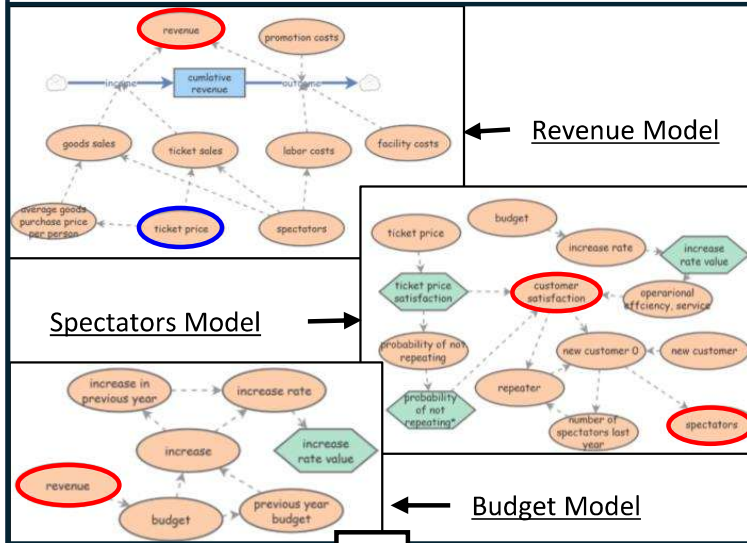 revenue
promotion costs
income
cumlative
revenue
outcome
goods sales
ticket sales
labor costs
facility costs
average goods
purchase price
per person
ticket price
spectators
Revenue Model
budget
ticket price
increase rate
increase
rate value
ticket price
satisfaction
customer
satisfaction
operarional
effciency, service
Spectators Model
probability of not
repeating
new customer 0
new customer
repeater
probability
of not
repeating*
number of
spectators last
year
spectators
increase in
previous year
increase rate
increase
rate value
increase
revenue
budget
previous year
budget
Budget Model